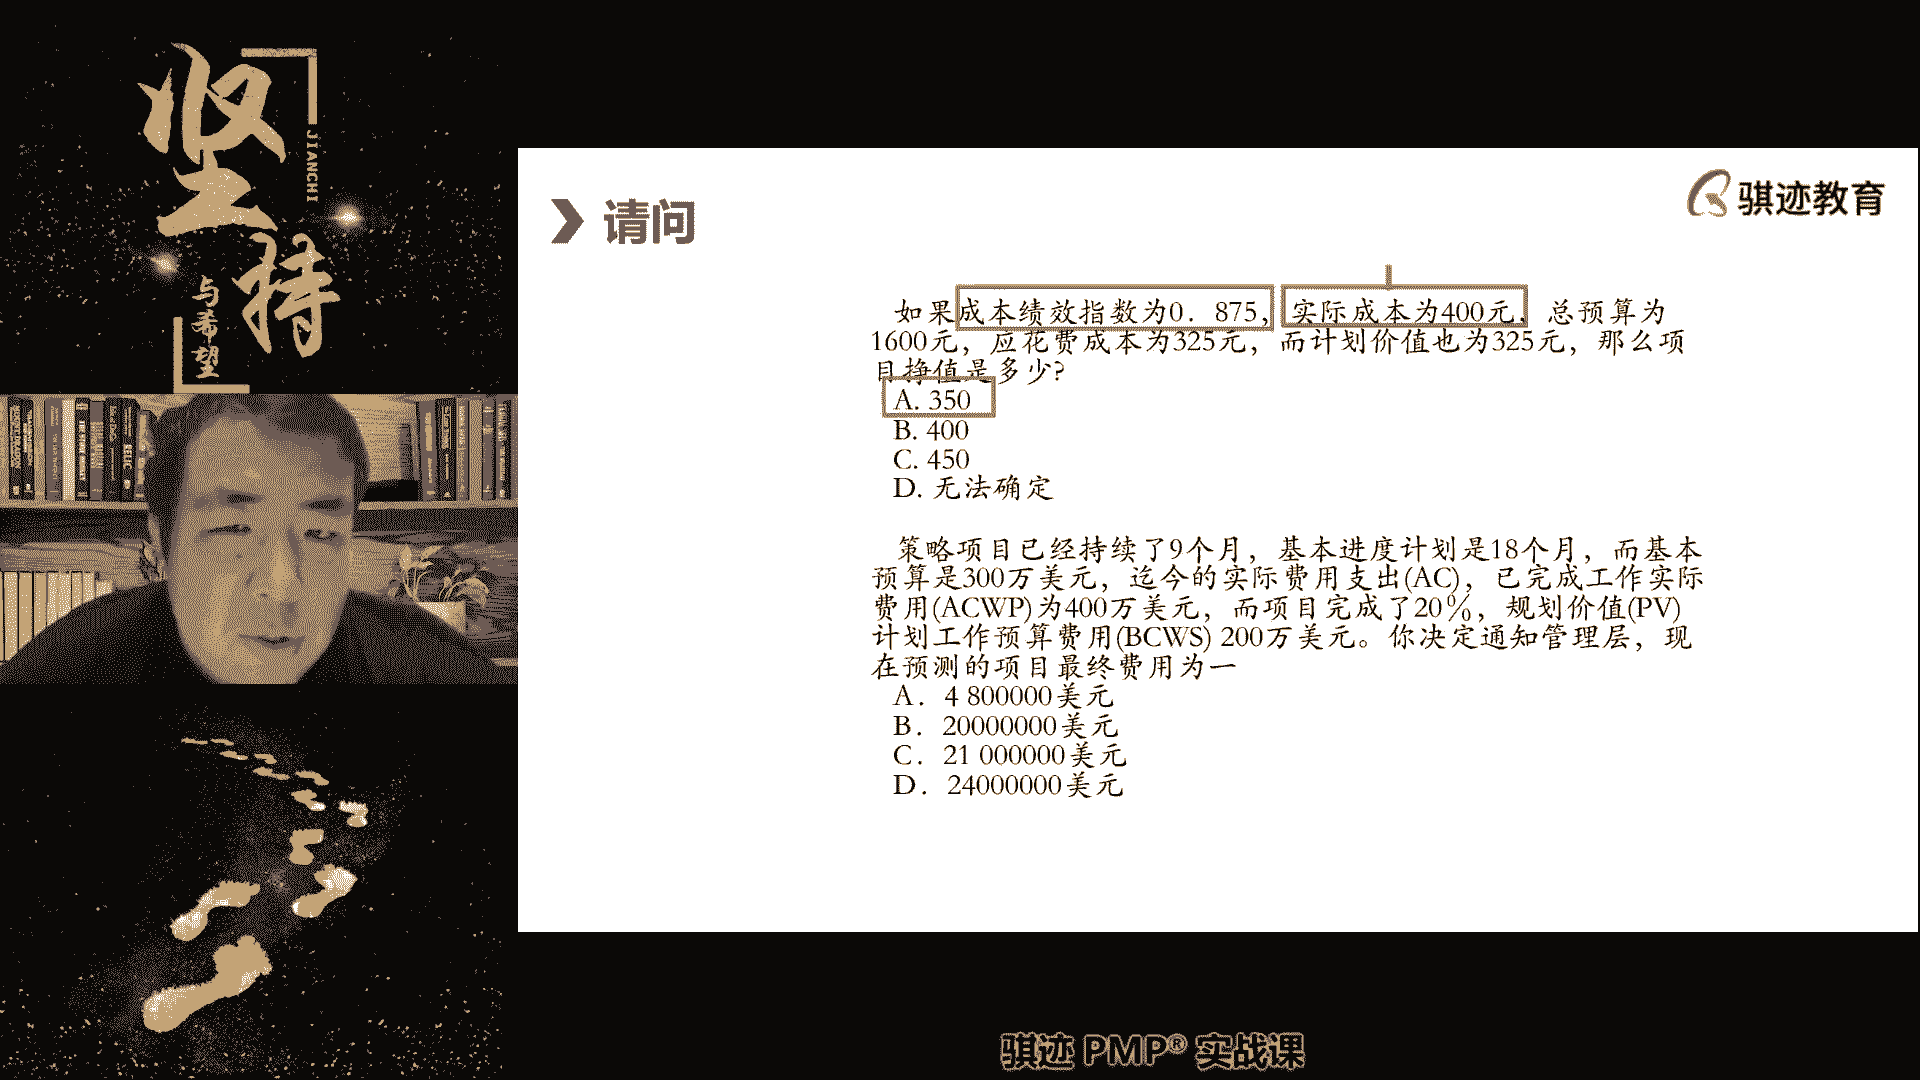 坚持
JIANCHI
与希望
骐迹教育
请问
如果成本绩效指数为0. 875, 实际成本为400元, 总预算为
1600元, 应花费成本为325元, 而计划价值也为325元, 那么项
目挣值是多少?
A. 350
B. 400
C. 450
D. 无法确定
策略项目已经持续了9个月, 基本进度计划是18个月, 而基本
预算是300万美元, 迄今的实际费用支出(AC), 已完成工作实际
费用(ACWP)为400万美元, 而项目完成了20%, 规划价值(PV)
计划工作预算费用(BCWS) 200万美元。你决定通知管理层, 现
在预测的项目最终费用为一
A. 4 800000美元
B. 20000000美元
C. 21 000000美元
D. 24000000美元
骐迹 PMP® 实战课